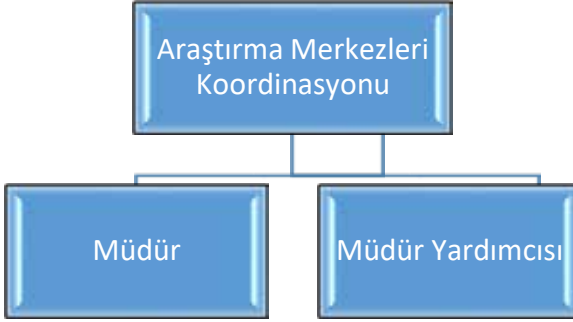 Araştırma Merkezleri
Koordinasyonu
Müdür
Müdür Yardımcısı